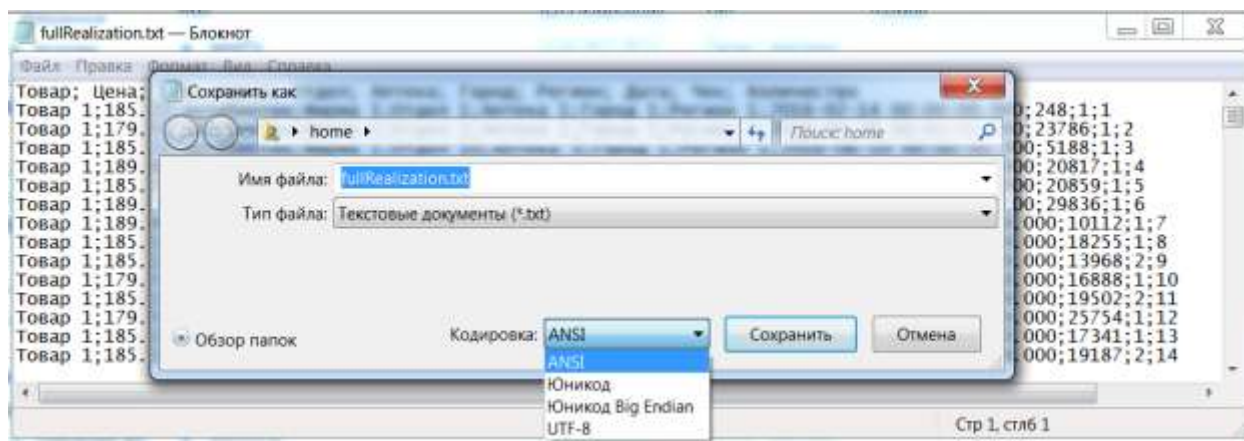 fullRealization.txt — Блокнот
Файл Правка Формат Вид Справка
Товар; Цена;
Товар 1;185.
Товар 1;179.
Товар 1;185.
Товар 1;189.
Товар 1;185.
Товар 1;189.
Товар 1;189.
Товар 1;185.
Товар 1;185.
Товар 1;179.
Товар 1;185.
Товар 1;179.
Товар 1;185.
Товар 1;185.
Сохранить как
home
Поиск: home
Имя файла: fullRealization.txt
Тип файла: Текстовые документы (*.txt)
Обзор папок
Кодировка: ANSI
Сохранить
Отмена
ANSI
Юникод
Юникод Big Endian
UTF-8
0;248;1;1
0;23786;1;2
00;5188;1;3
00;20817;1;4
00;20859;1;5
00;29836;1;6
000;10112;1;7
000;18255;1;8
000;13968;2;9
000;16888;1;10
000;19502;2;11
000;25754;1;12
000;17341;1;13
000;19187;2;14
Стр 1, стлб 1